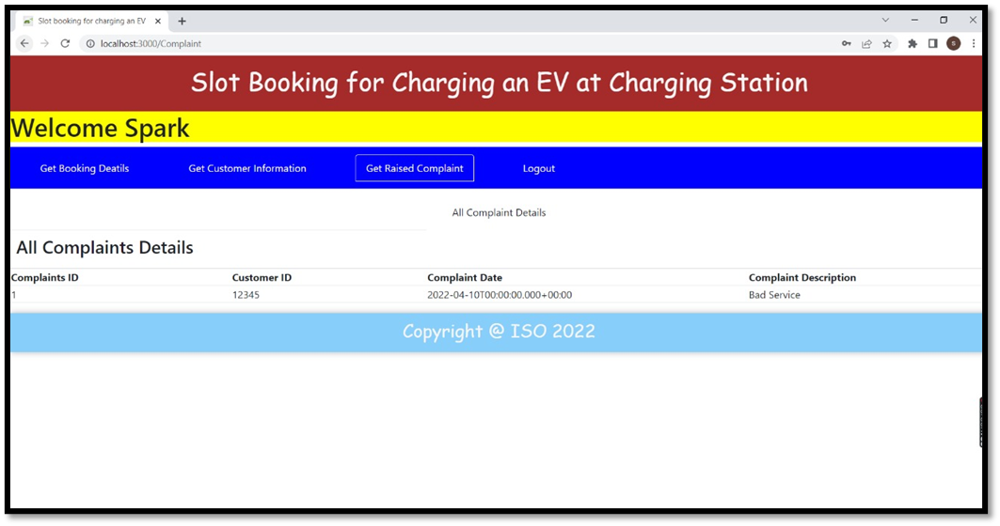 Slot booking for charging an EV
localhost:3000/Complaint
S
Slot Booking for Charging an EV at Charging Station
Welcome Spark
Get Booking Deatils Get Customer Information Get Raised Complaint Logout
All Complaint Details
All Complaints Details
Complaints ID Customer ID Complaint Date Complaint Description
1 12345 2022-04-10T00:00:00.000+00:00 Bad Service
Copyright @ ISO 2022